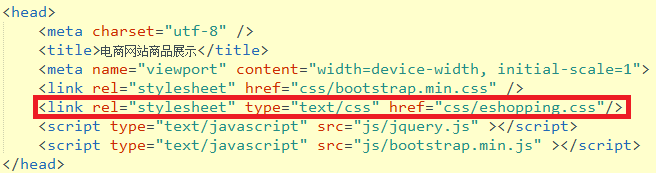 <head>
<meta charset="utf-8" />
<title>电商网站商品展示</title>
<meta name="viewport" content="width=device-width, initial-scale=1">
<link rel="stylesheet" href="css/bootstrap.min.css" />
<link rel="stylesheet" type="text/css" href="css/eshopping.css"/>
<script type="text/javascript" src="js/jquery.js" ></script>
<script type="text/javascript" src="js/bootstrap.min.js" ></script>
</head>